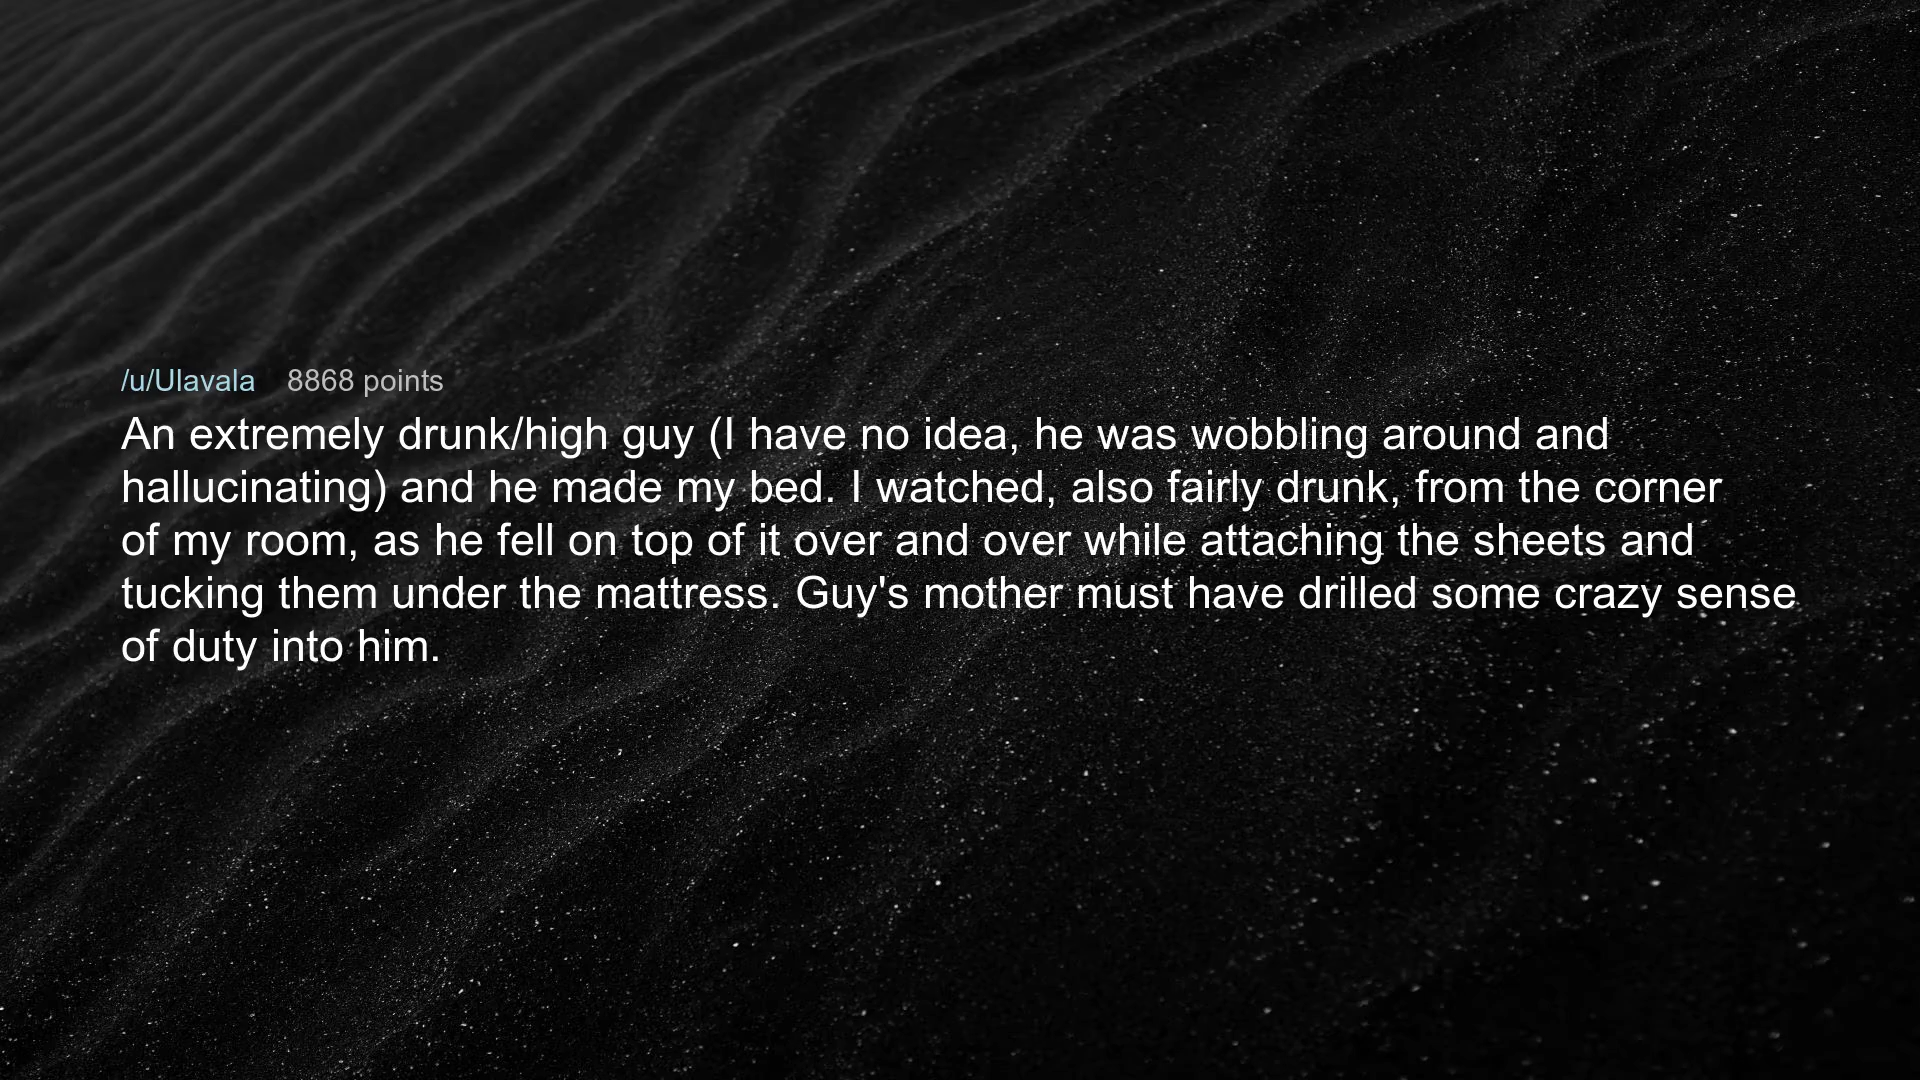 /u/Ulavala 8868 points
An extremely drunk/high guy (I have no idea, he was wobbling around and
hallucinating) and he made my bed. I watched, also fairly drunk, from the corner
of my room, as he fell on top of it over and over while attaching the sheets and
tucking them under the mattress. Guy's mother must have drilled some crazy sense
of duty into him.